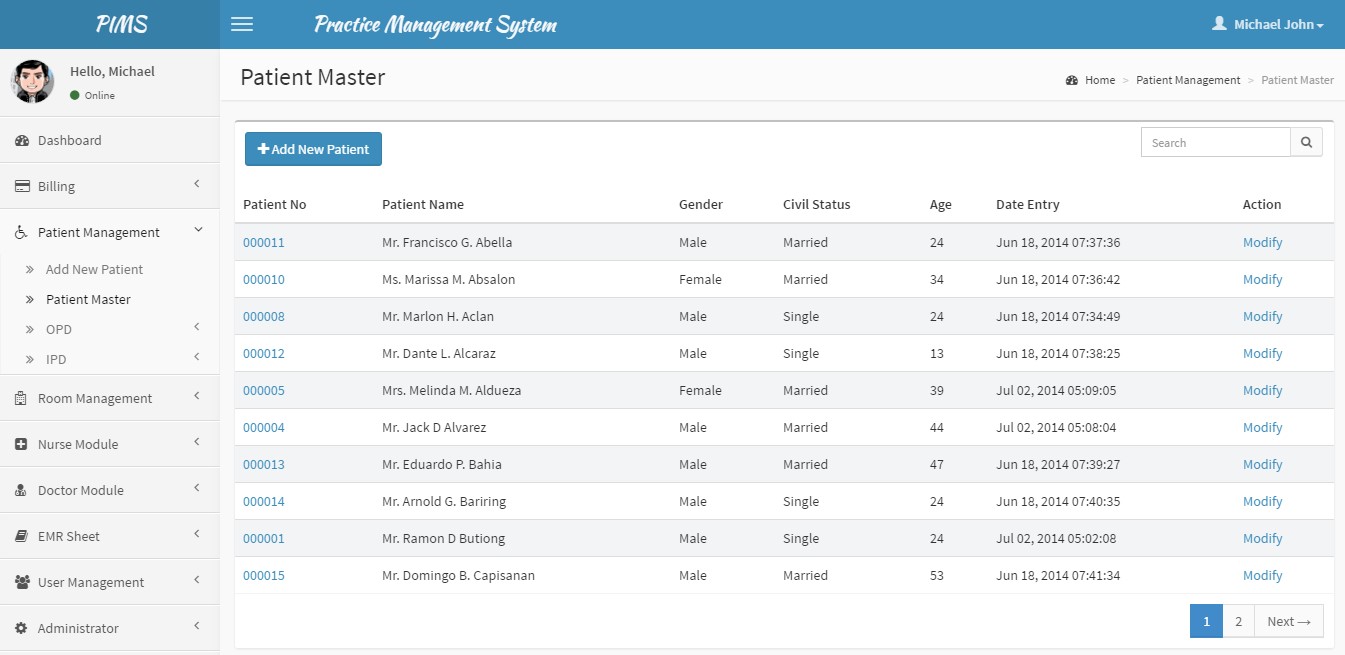 PIMS
Practice Management System
Michael John
Hello, Michael
Online
Dashboard
Billing
Patient Management
Add New Patient
Patient Master
OPD
IPD
Room Management
Nurse Module
Doctor Module
EMR Sheet
User Management
Administrator
Patient Master
Home > Patient Management > Patient Master
Add New Patient
Search
Patient No Patient Name Gender Civil Status Age Date Entry Action
000011 Mr. Francisco G. Abella Male Married 24 Jun 18, 2014 07:37:36 Modify
000010 Ms. Marissa M. Absalon Female Married 34 Jun 18, 2014 07:36:42 Modify
000008 Mr. Marlon H. Aclan Male Single 24 Jun 18, 2014 07:34:49 Modify
000012 Mr. Dante L. Alcaraz Male Single 13 Jun 18, 2014 07:38:25 Modify
000005 Mrs. Melinda M. Aldueza Female Married 39 Jul 02, 2014 05:09:05 Modify
000004 Mr. Jack D Alvarez Male Married 44 Jul 02, 2014 05:08:04 Modify
000013 Mr. Eduardo P. Bahia Male Married 47 Jun 18, 2014 07:39:27 Modify
000014 Mr. Arnold G. Bariring Male Single 24 Jun 18, 2014 07:40:35 Modify
000001 Mr. Ramon D Butiong Male Single 24 Jul 02, 2014 05:02:08 Modify
000015 Mr. Domingo B. Capisanan Male Married 53 Jun 18, 2014 07:41:34 Modify
1 2 Next →